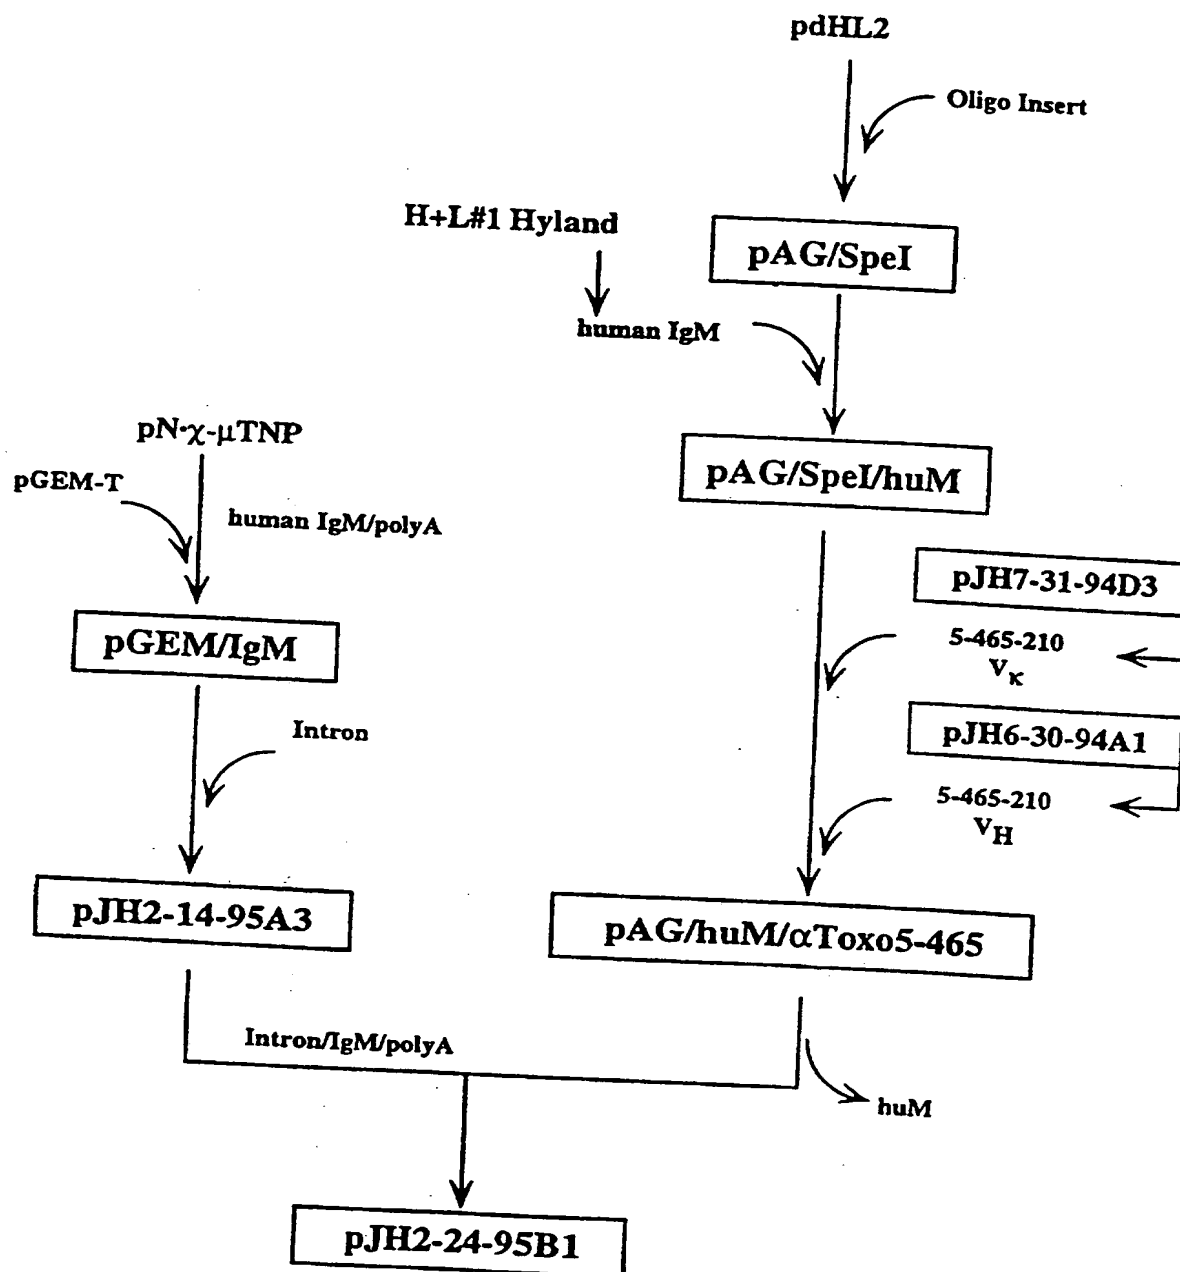 pdHL2
Oligo Insert
H+L#1 Hyland
pAG/SpeI
human IgM
pN·χ-μTNP
pAG/SpeI/huM
pGEM-T
human IgM/polyA
pJH7-31-94D3
pGEM/IgM
5-465-210
Vκ
Intron
pJH6-30-94A1
5-465-210
VH
pJH2-14-95A3
pAG/huM/αToxo5-465
Intron/IgM/polyA
huM
pJH2-24-95B1